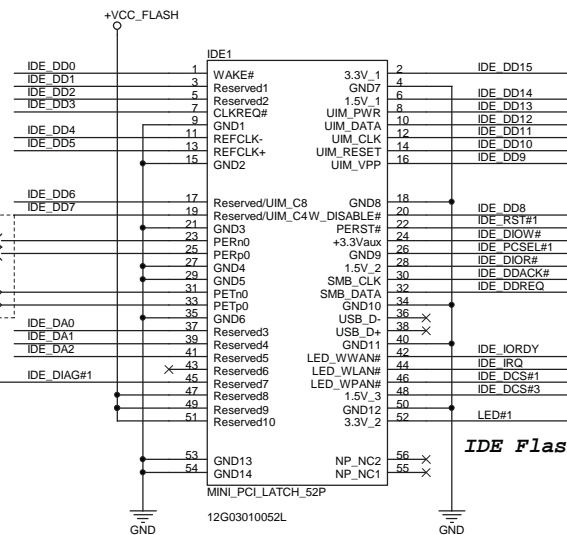 +VCC_FLASH
IDE1
IDE_DD0 1 WAKE# 3.3V_1 2 IDE_DD15
IDE_DD1 3 Reserved1 GND7 4
IDE_DD2 5 Reserved2 1.5V_1 6 IDE_DD14
IDE_DD3 7 CLKREQ# UIM_PWR 8 IDE_DD13
9 GND1 UIM_DATA 10 IDE_DD12
IDE_DD4 11 REFCLK- UIM_CLK 12 IDE_DD11
IDE_DD5 13 REFCLK+ UIM_RESET 14 IDE_DD10
15 GND2 UIM_VPP 16 IDE_DD9
IDE_DD6 17 Reserved/UIM_C8 GND8 18
IDE_DD7 19 Reserved/UIM_C4 W_DISABLE# 20 IDE_DD8
21 GND3 PERST# 22 IDE_RST#1
23 PERn0 +3.3Vaux 24 IDE_DIOW#
25 PERp0 GND9 26 IDE_PCSEL#1
27 GND4 1.5V_2 28 IDE_DIOR#
29 GND5 SMB_CLK 30 IDE_DDACK#
31 PETn0 SMB_DATA 32 IDE_DDREQ
33 PETp0 GND10 34
35 GND6 USB_D- 36
IDE_DA0 37 Reserved3 USB_D+ 38
IDE_DA1 39 Reserved4 GND11 40
IDE_DA2 41 Reserved5 LED_WWAN# 42 IDE_IORDY
43 Reserved6 LED_WLAN# 44 IDE_IRQ
IDE_DIAG#1 45 Reserved7 LED_WPAN# 46 IDE_DCS#1
47 Reserved8 1.5V_3 48 IDE_DCS#3
49 Reserved9 GND12 50
51 Reserved10 3.3V_2 52 LED#1
IDE Flas
53 GND13 NP_NC2 56
54 GND14 NP_NC1 55
MINI_PCI_LATCH_52P
12G03010052L
GND GND